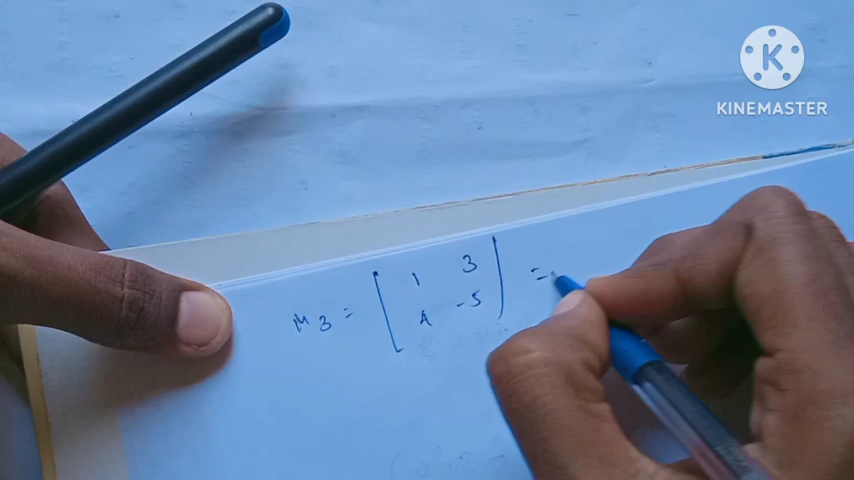 KINEMASTER
M3 = [ 1 3 | =
4 -5